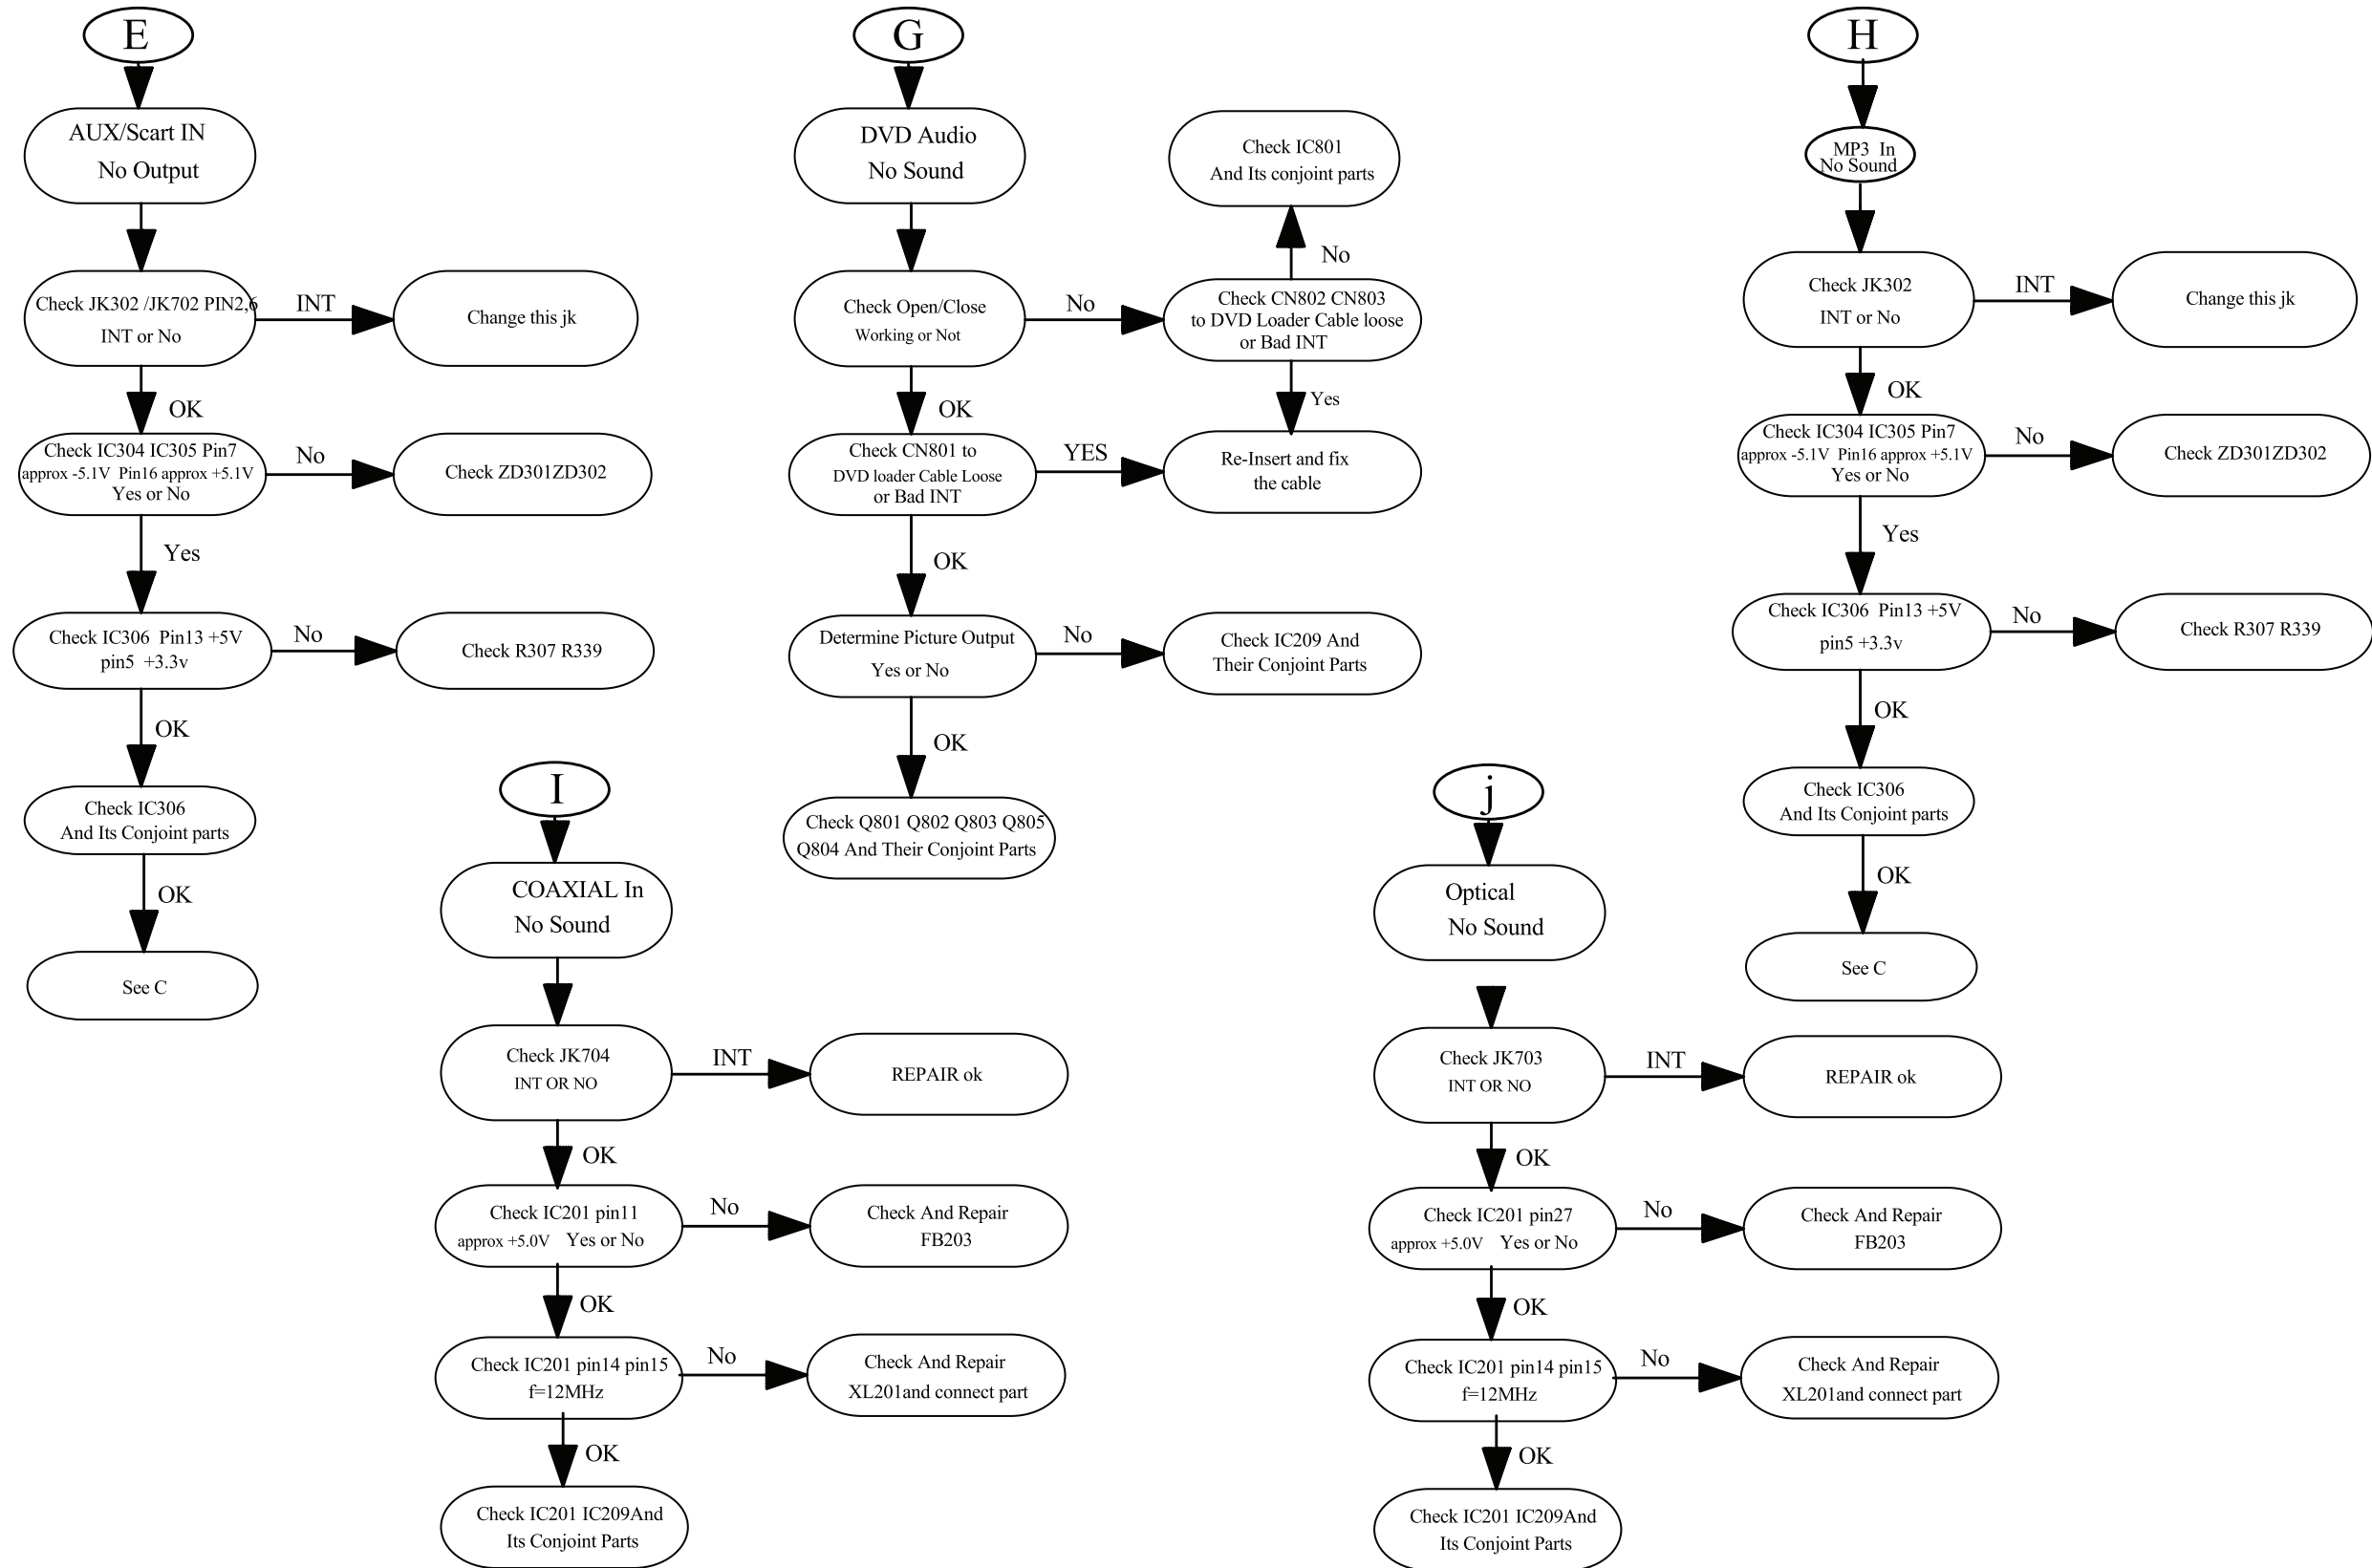 E
AUX/Scart IN
No Output
Check JK302 /JK702 PIN2,6
INT or No
INT
Change this jk
OK
Check IC304 IC305 Pin7
approx -5.1V Pin16 approx +5.1V
Yes or No
No
Check ZD301ZD302
Yes
Check IC306 Pin13 +5V
pin5 +3.3v
No
Check R307 R339
OK
Check IC306
And Its Conjoint parts
OK
See C
G
DVD Audio
No Sound
Check Open/Close
Working or Not
No
Check CN802 CN803
to DVD Loader Cable loose
or Bad INT
No
Check IC801
And Its conjoint parts
Yes
OK
Check CN801 to
DVD loader Cable Loose
or Bad INT
YES
Re-Insert and fix
the cable
OK
Determine Picture Output
Yes or No
No
Check IC209 And
Their Conjoint Parts
OK
Check Q801 Q802 Q803 Q805
Q804 And Their Conjoint Parts
H
MP3 In
No Sound
Check JK302
INT or No
INT
Change this jk
OK
Check IC304 IC305 Pin7
approx -5.1V Pin16 approx +5.1V
Yes or No
No
Check ZD301ZD302
Yes
Check IC306 Pin13 +5V
pin5 +3.3v
No
Check R307 R339
OK
Check IC306
And Its Conjoint parts
OK
See C
I
COAXIAL In
No Sound
Check JK704
INT OR NO
INT
REPAIR ok
OK
Check IC201 pin11
approx +5.0V Yes or No
No
Check And Repair
FB203
OK
Check IC201 pin14 pin15
f=12MHz
No
Check And Repair
XL201and connect part
OK
Check IC201 IC209And
Its Conjoint Parts
j
Optical
No Sound
Check JK703
INT OR NO
INT
REPAIR ok
OK
Check IC201 pin27
approx +5.0V Yes or No
No
Check And Repair
FB203
OK
Check IC201 pin14 pin15
f=12MHz
No
Check And Repair
XL201and connect part
OK
Check IC201 IC209And
Its Conjoint Parts